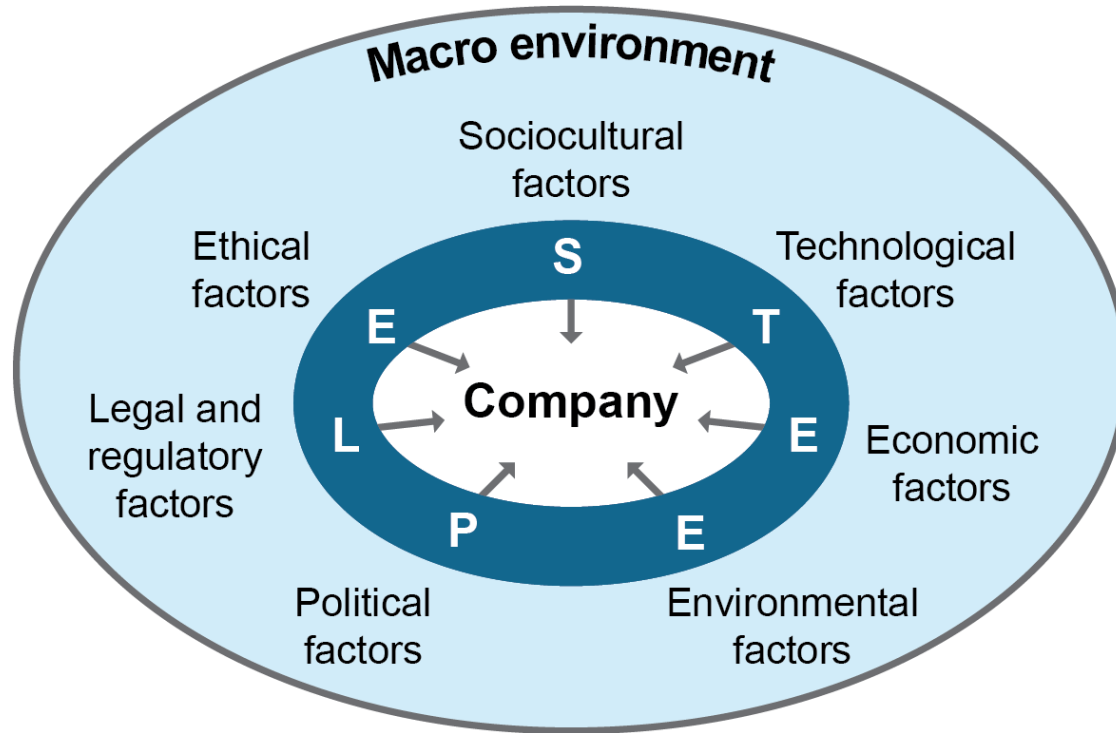 Macro environment
Sociocultural
factors
Technological
factors
Economic
factors
Environmental
factors
Political
factors
Legal and
regulatory
factors
Ethical
factors
S
T
E
E
P
L
E
Company